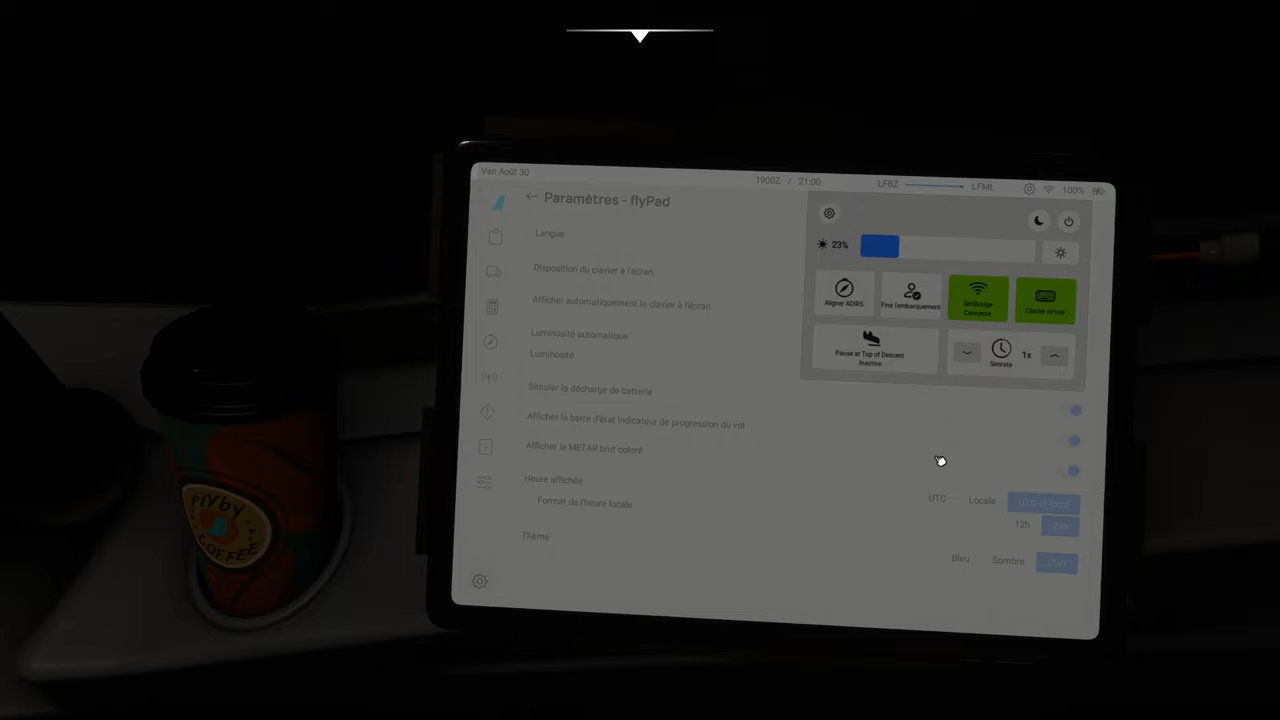 Ven Août 30
1900Z / 21:00
LFBZ
LFML
100%
Paramètres - flyPad
23%
Langue
Disposition du clavier à l'écran
Afficher automatiquement le clavier à l'écran
Luminosité automatique
Luminosité
Simuler la décharge de batterie
Afficher la barre d'état indicateur de progression du vol
Afficher le METAR brut coloré
Heure affichée
UTC Locale UTC et local
Format de l'heure locale
12h 24h
Thème
Bleu Sombre Clair
Aligner ADIRS
Finir l'embarquement
SimBridge
Connecté
Clavier virtuel
Pause at Top of Descent
Inactive
Simrate
1x
flyby
COFFEE